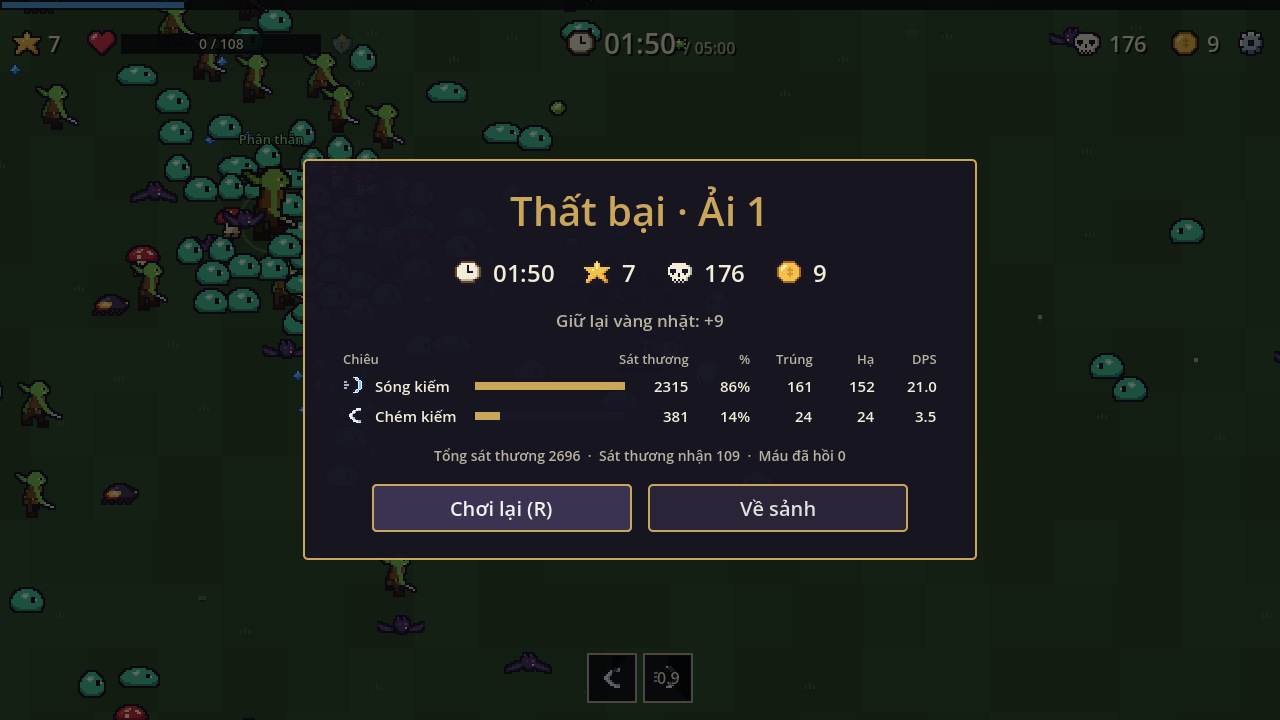 7
0 / 108
01:50 / 05:00
176
9
Phân thân
Thất bại · Ải 1
01:50 7 176 9
Giữ lại vàng nhặt: +9
Chiêu Sát thương % Trúng Hạ DPS
Sóng kiếm 2315 86% 161 152 21.0
Chém kiếm 381 14% 24 24 3.5
Tổng sát thương 2696 · Sát thương nhận 109 · Máu đã hồi 0
Chơi lại (R) Về sảnh
0.9